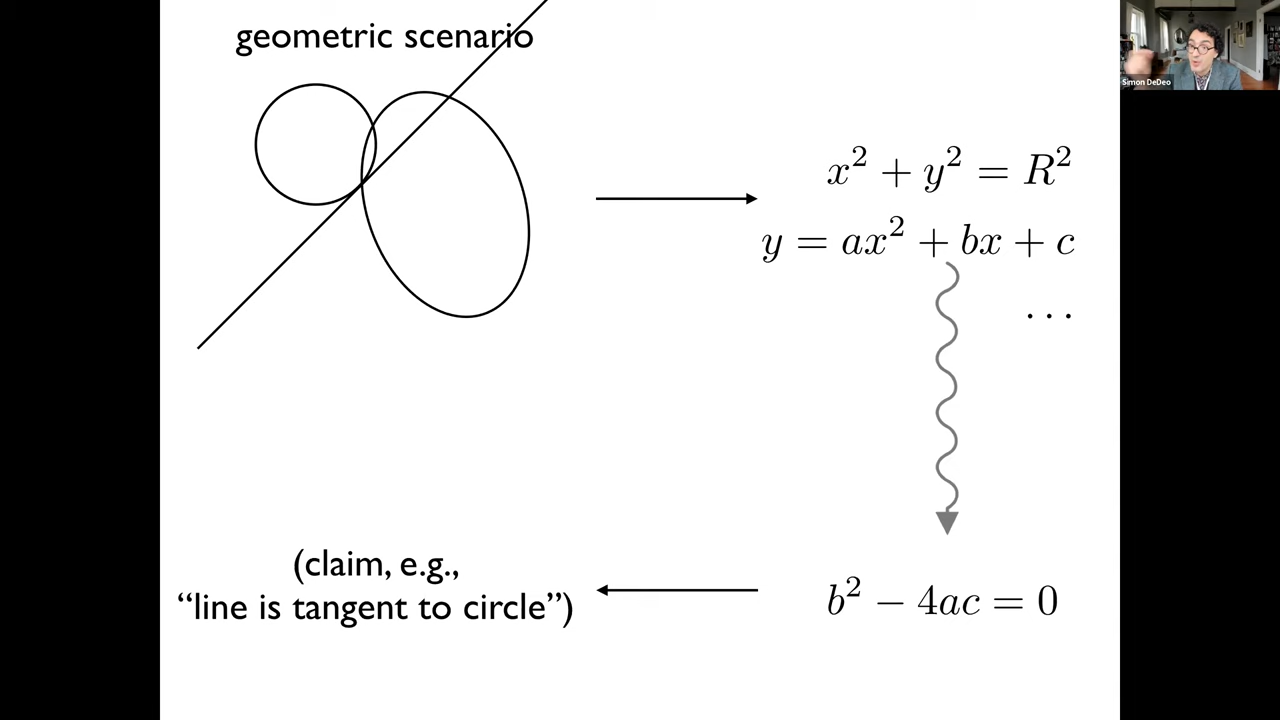 geometric scenario
Simon DeDeo
x² + y² = R²
y = ax² + bx + c
...
(claim, e.g.,
“line is tangent to circle”)
b² − 4ac = 0